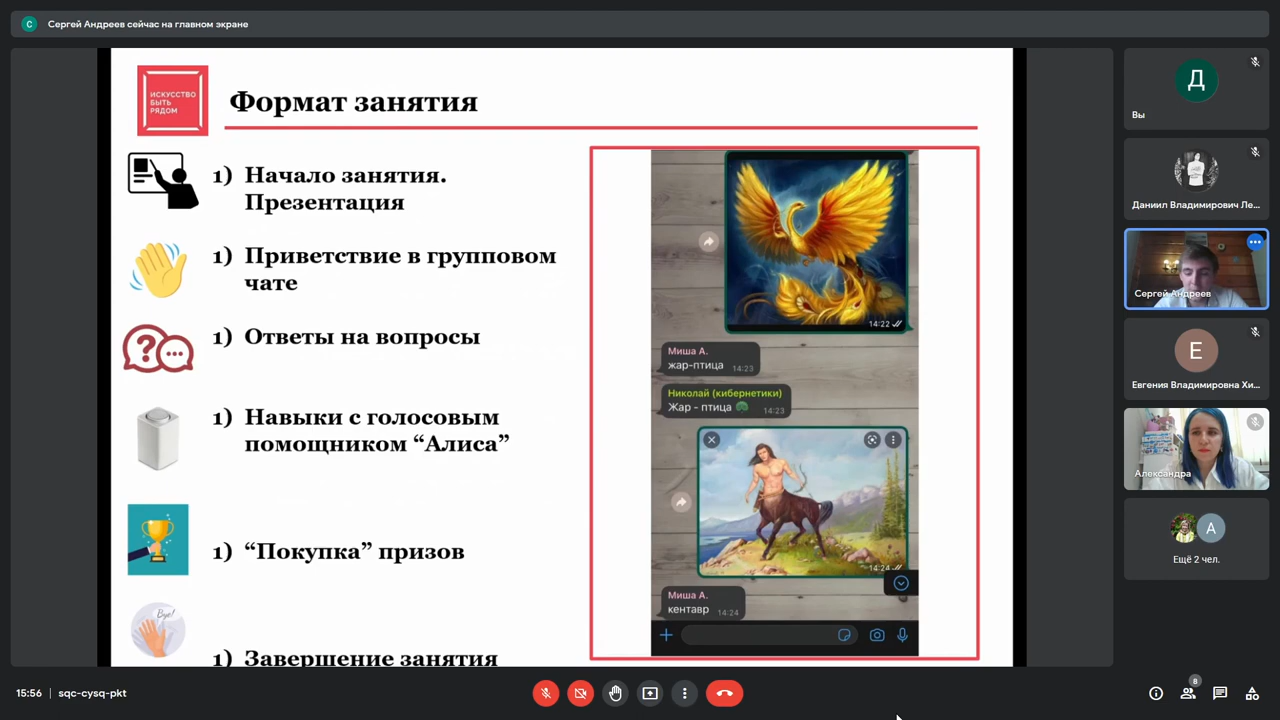 С
Сергей Андреев сейчас на главном экране
ИСКУССТВО
БЫТЬ
РЯДОМ
Формат занятия
1) Начало занятия.
Презентация
1) Приветствие в групповом
чате
1) Ответы на вопросы
1) Навыки с голосовым
помощником “Алиса”
1) “Покупка” призов
Bye!
1) Завершение занятия
14:22
Миша А.
жар-птица 14:23
Николай (кибернетики)
Жар - птица 14:23
14:24
Миша А.
кентавр 14:24
Д
Вы
Даниил Владимирович Ле...
Сергей Андреев
Е
Евгения Владимировна Хи...
Александра
А
Ещё 2 чел.
15:56 | sqc-cysq-pkt
8